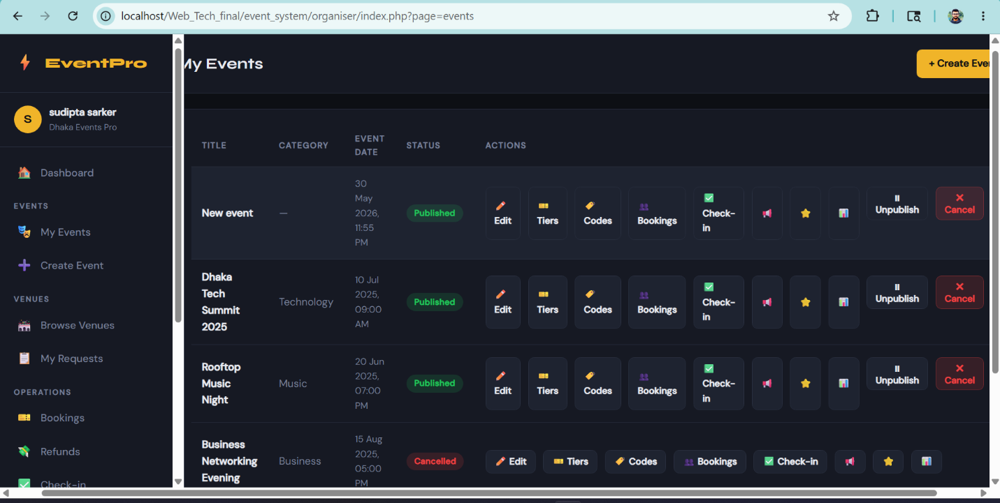 localhost/Web_Tech_final/event_system/organiser/index.php?page=events
EventPro
My Events
+ Create Even
S
sudipta sarker
Dhaka Events Pro
Dashboard
EVENTS
My Events
Create Event
VENUES
Browse Venues
My Requests
OPERATIONS
Bookings
Refunds
Check-in
TITLE CATEGORY EVENT DATE STATUS ACTIONS
New event — 30 May 2026, 11:55 PM Published Edit Tiers Codes Bookings Check-in Unpublish Cancel
Dhaka Tech Summit 2025 Technology 10 Jul 2025, 09:00 AM Published Edit Tiers Codes Bookings Check-in Unpublish Cancel
Rooftop Music Night Music 20 Jun 2025, 07:00 PM Published Edit Tiers Codes Bookings Check-in Unpublish Cancel
Business Networking Evening Business 15 Aug 2025, 05:00 PM Cancelled Edit Tiers Codes Bookings Check-in